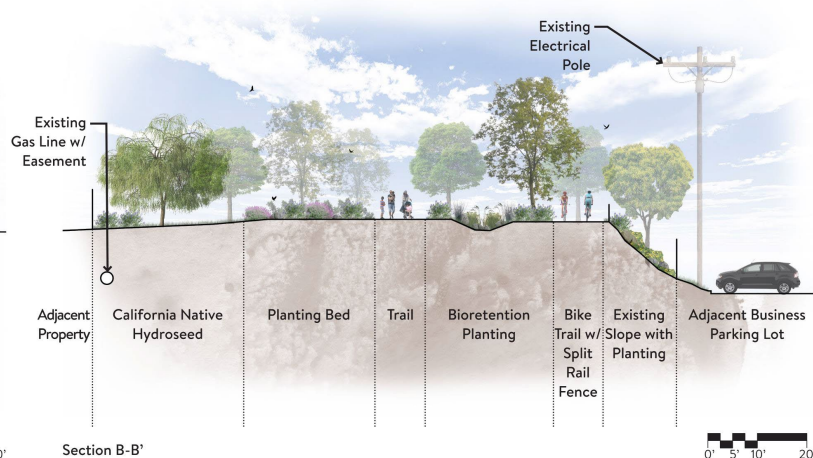 Existing
Electrical
Pole
Existing
Gas Line w/
Easement
Adjacent
Property
California Native
Hydroseed
Planting Bed
Trail
Bioretention
Planting
Bike
Trail w/
Split
Rail
Fence
Existing
Slope with
Planting
Adjacent Business
Parking Lot
0'
Section B-B'
0' 5' 10' 20